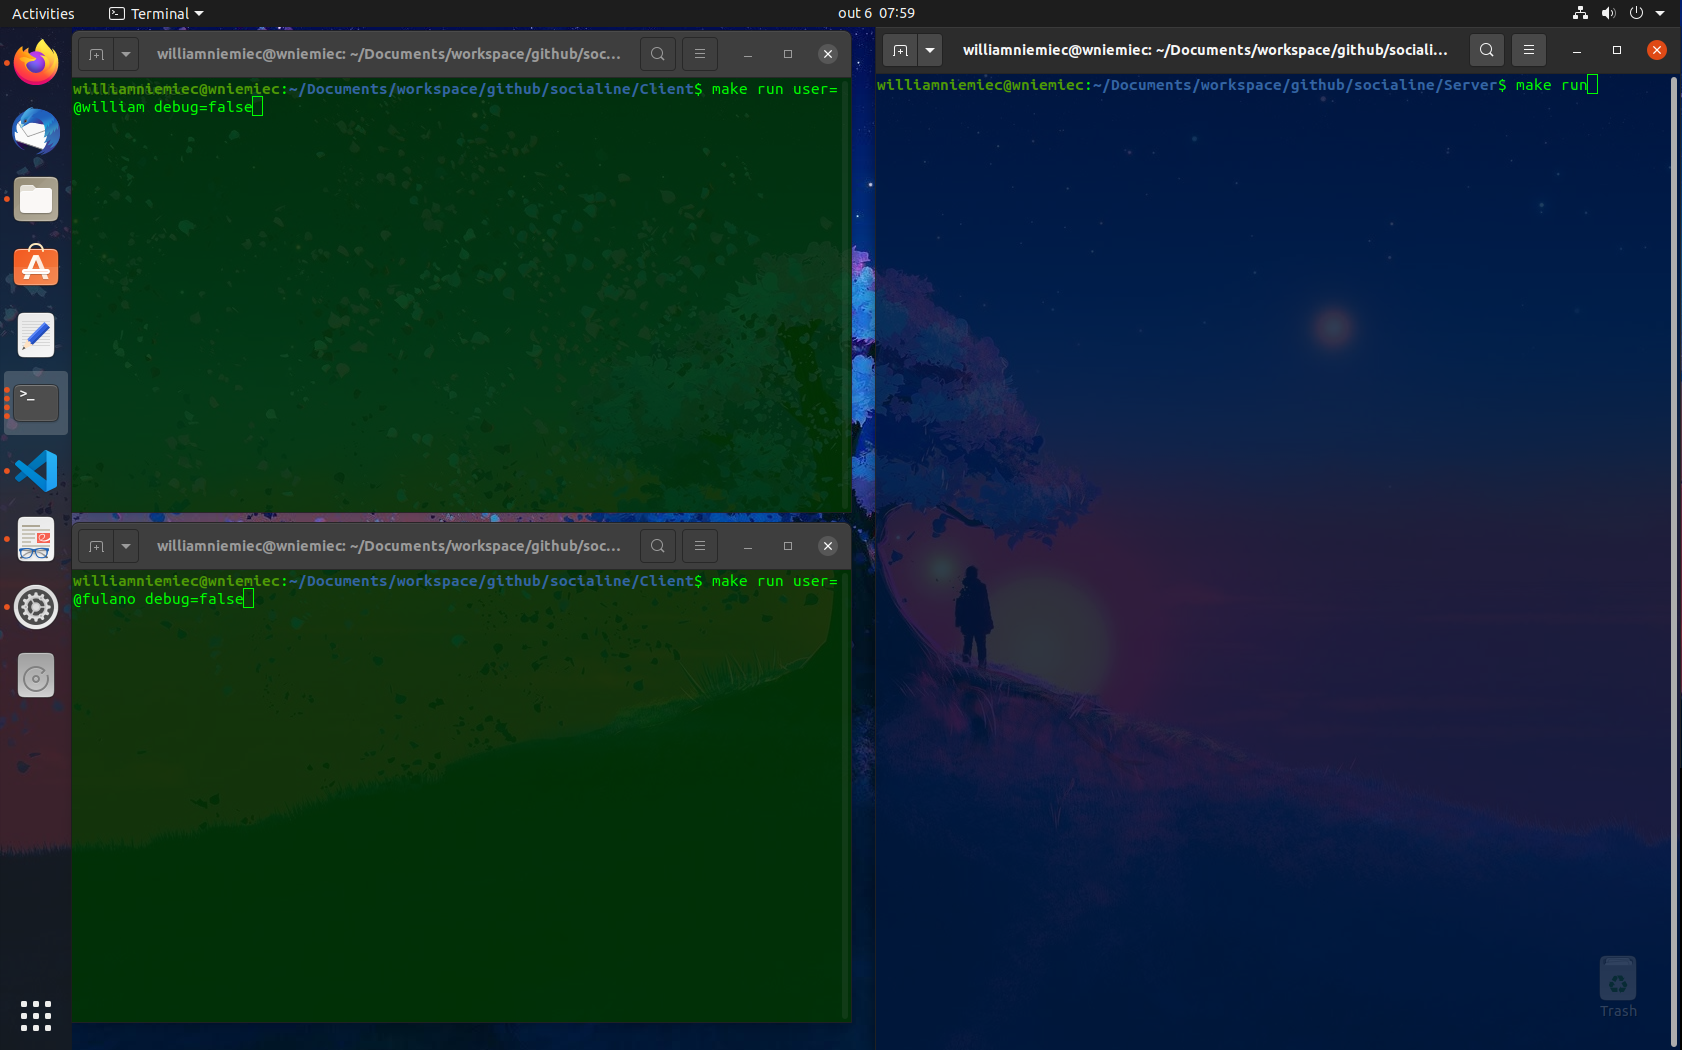 Activities
Terminal
out 6 07:59
williamniemiec@wniemiec: ~/Documents/workspace/github/soc...
williamniemiec@wniemiec:~/Documents/workspace/github/socialine/Client$ make run user=
@william debug=false
williamniemiec@wniemiec: ~/Documents/workspace/github/soc...
williamniemiec@wniemiec:~/Documents/workspace/github/socialine/Client$ make run user=
@fulano debug=false
williamniemiec@wniemiec: ~/Documents/workspace/github/sociali...
williamniemiec@wniemiec:~/Documents/workspace/github/socialine/Server$ make run
Trash